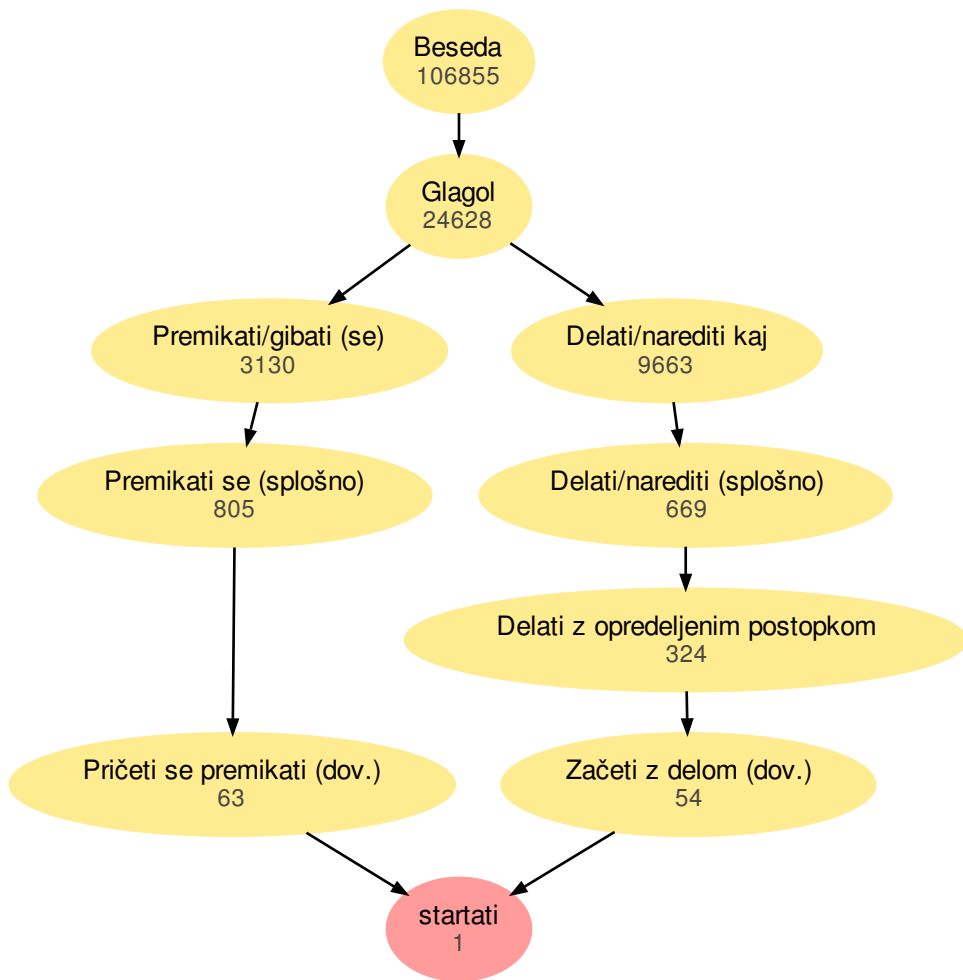 Beseda
106855
Glagol
24628
Premikati/gibati (se)
3130
Delati/narediti kaj
9663
Premikati se (splošno)
805
Delati/narediti (splošno)
669
Delati z opredeljenim postopkom
324
Pričeti se premikati (dov.)
63
Začeti z delom (dov.)
54
startati
1